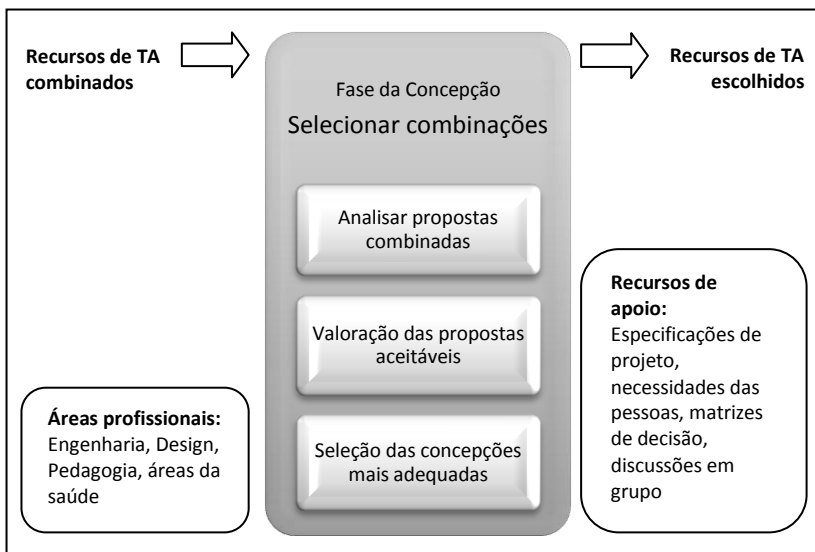 Recursos de TA
combinados
Fase da Concepção
Selecionar combinações
Recursos de TA
escolhidos
Analisar propostas
combinadas
Valoração das propostas
aceitáveis
Seleção das concepções
mais adequadas
Áreas profissionais:
Engenharia, Design,
Pedagogia, áreas da
saúde
Recursos de
apoio:
Especificações de
projeto,
necessidades das
pessoas, matrizes
de decisão,
discussões em
grupo